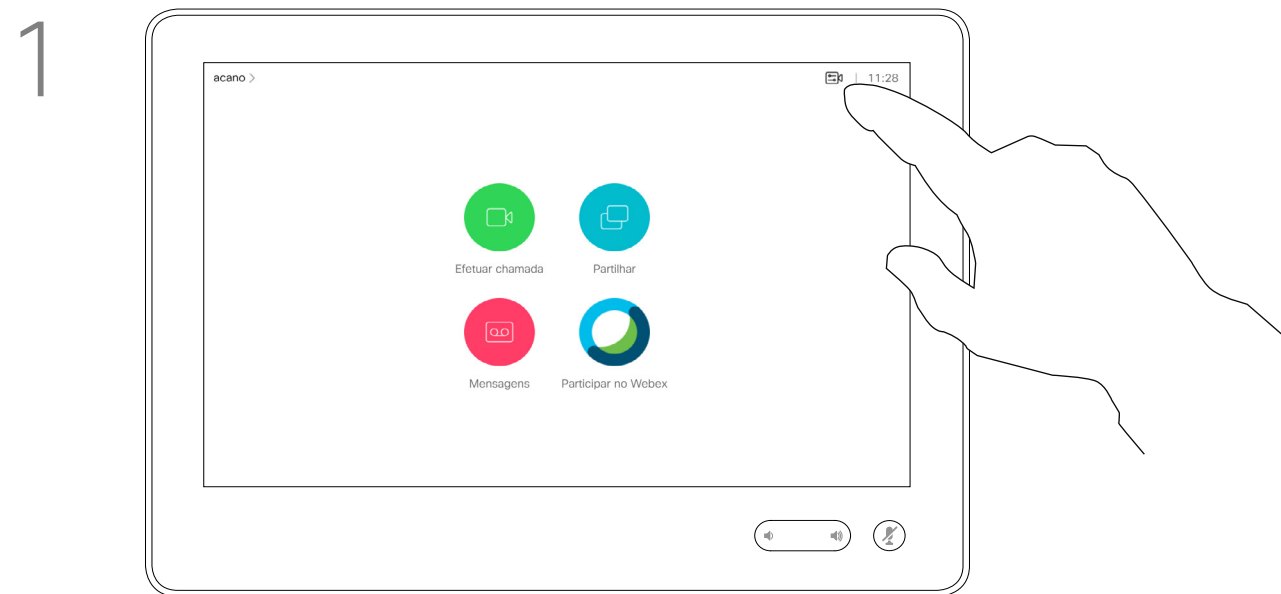 1
acano >
11:28
Efetuar chamada
Partilhar
Mensagens
Participar no Webex